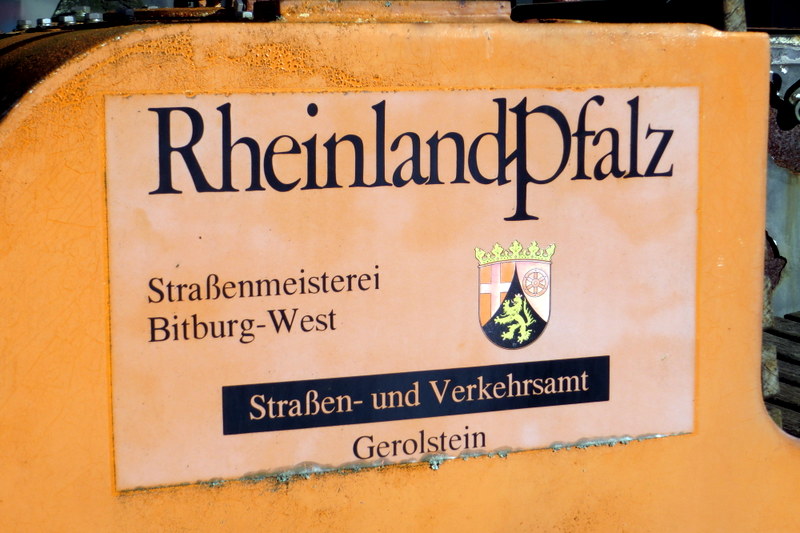 RheinlandPfalz
Straßenmeisterei
Bitburg-West
Straßen- und Verkehrsamt
Gerolstein